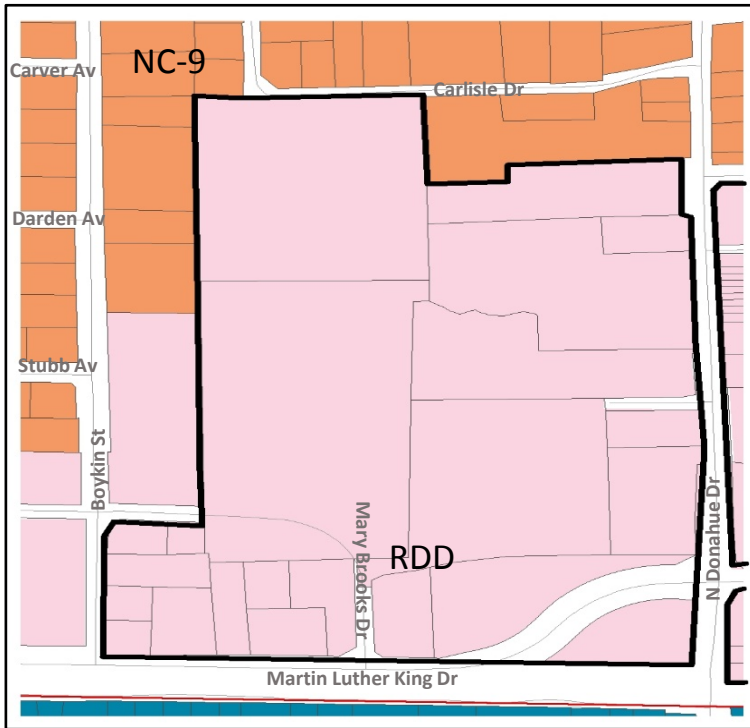 NC-9
Carver Av
Carlisle Dr
Darden Av
Stubb Av
Boykin St
Mary Brooks Dr
RDD
N Donahue Dr
Martin Luther King Dr